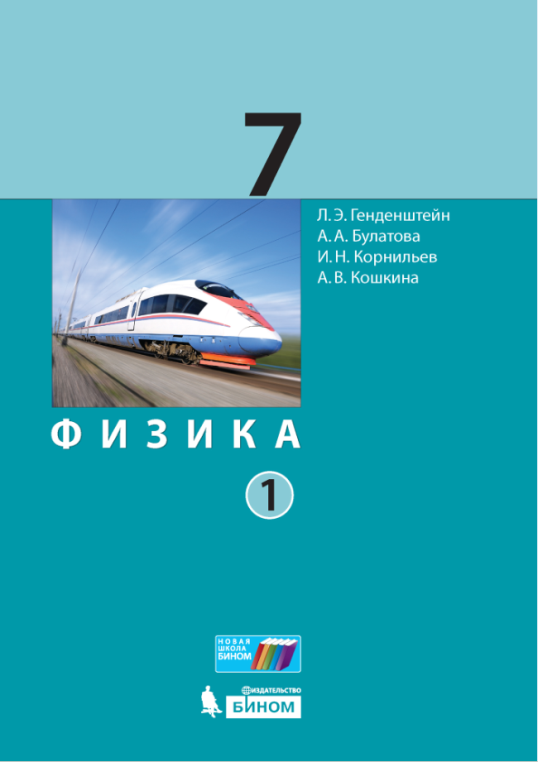 7
Л. Э. Генденштейн
А. А. Булатова
И. Н. Корнильев
А. В. Кошкина
ФИЗИКА
1
НОВАЯ
ШКОЛА
БИНОМ
ИЗДАТЕЛЬСТВО
БИНОМ